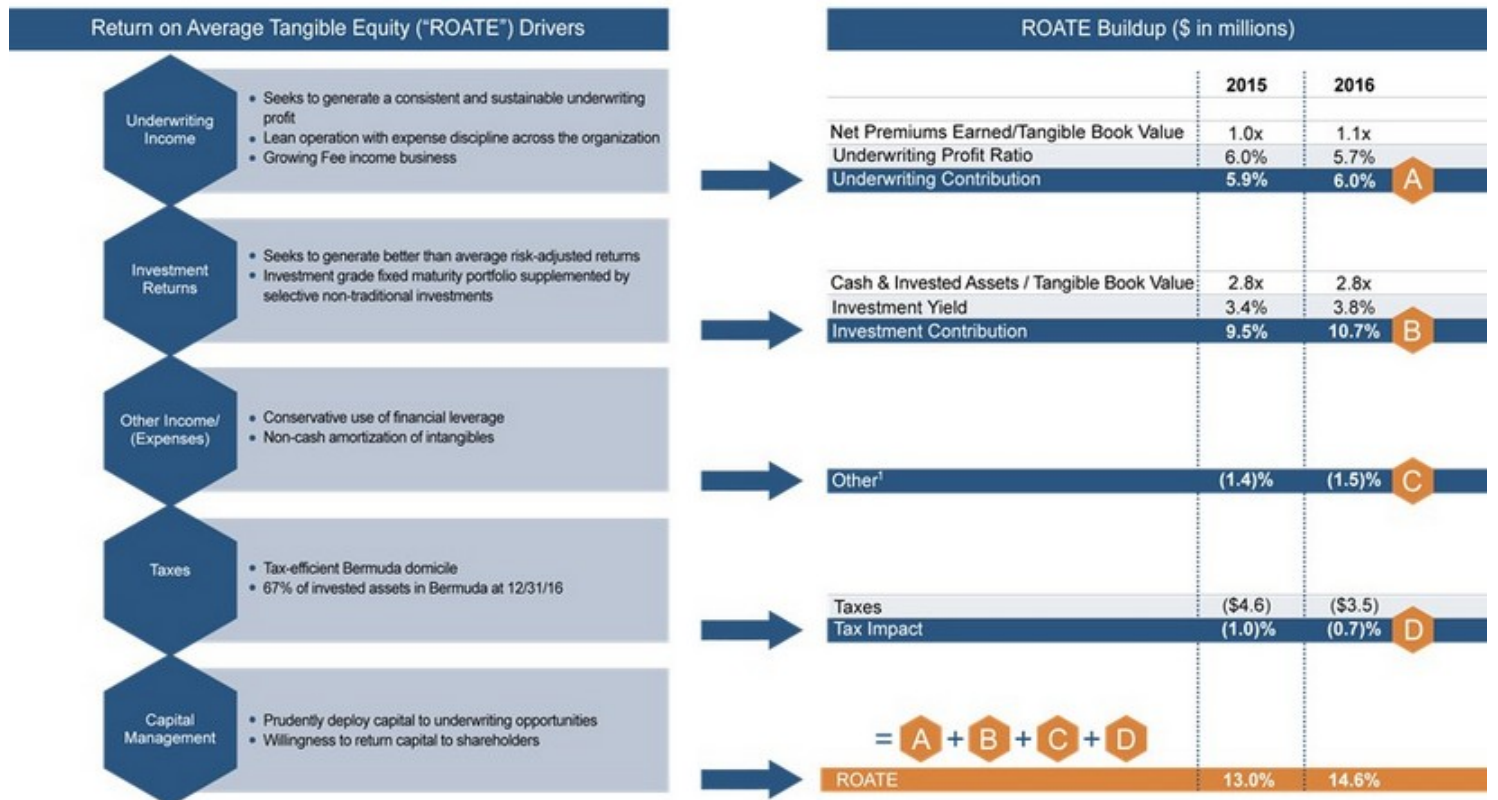 Return on Average Tangible Equity (“ROATE”) Drivers
Underwriting
Income
• Seeks to generate a consistent and sustainable underwriting
profit
• Lean operation with expense discipline across the organization
• Growing Fee income business
Investment
Returns
• Seeks to generate better than average risk-adjusted returns
• Investment grade fixed maturity portfolio supplemented by
selective non-traditional investments
Other Income/
(Expenses)
• Conservative use of financial leverage
• Non-cash amortization of intangibles
Taxes
• Tax-efficient Bermuda domicile
• 67% of invested assets in Bermuda at 12/31/16
Capital
Management
• Prudently deploy capital to underwriting opportunities
• Willingness to return capital to shareholders
ROATE Buildup ($ in millions)
2015 2016
Net Premiums Earned/Tangible Book Value 1.0x 1.1x
Underwriting Profit Ratio 6.0% 5.7%
Underwriting Contribution 5.9% 6.0% A
Cash & Invested Assets / Tangible Book Value 2.8x 2.8x
Investment Yield 3.4% 3.8%
Investment Contribution 9.5% 10.7% B
Other¹ (1.4)% (1.5)% C
Taxes ($4.6) ($3.5)
Tax Impact (1.0)% (0.7)% D
= A + B + C + D
ROATE 13.0% 14.6%